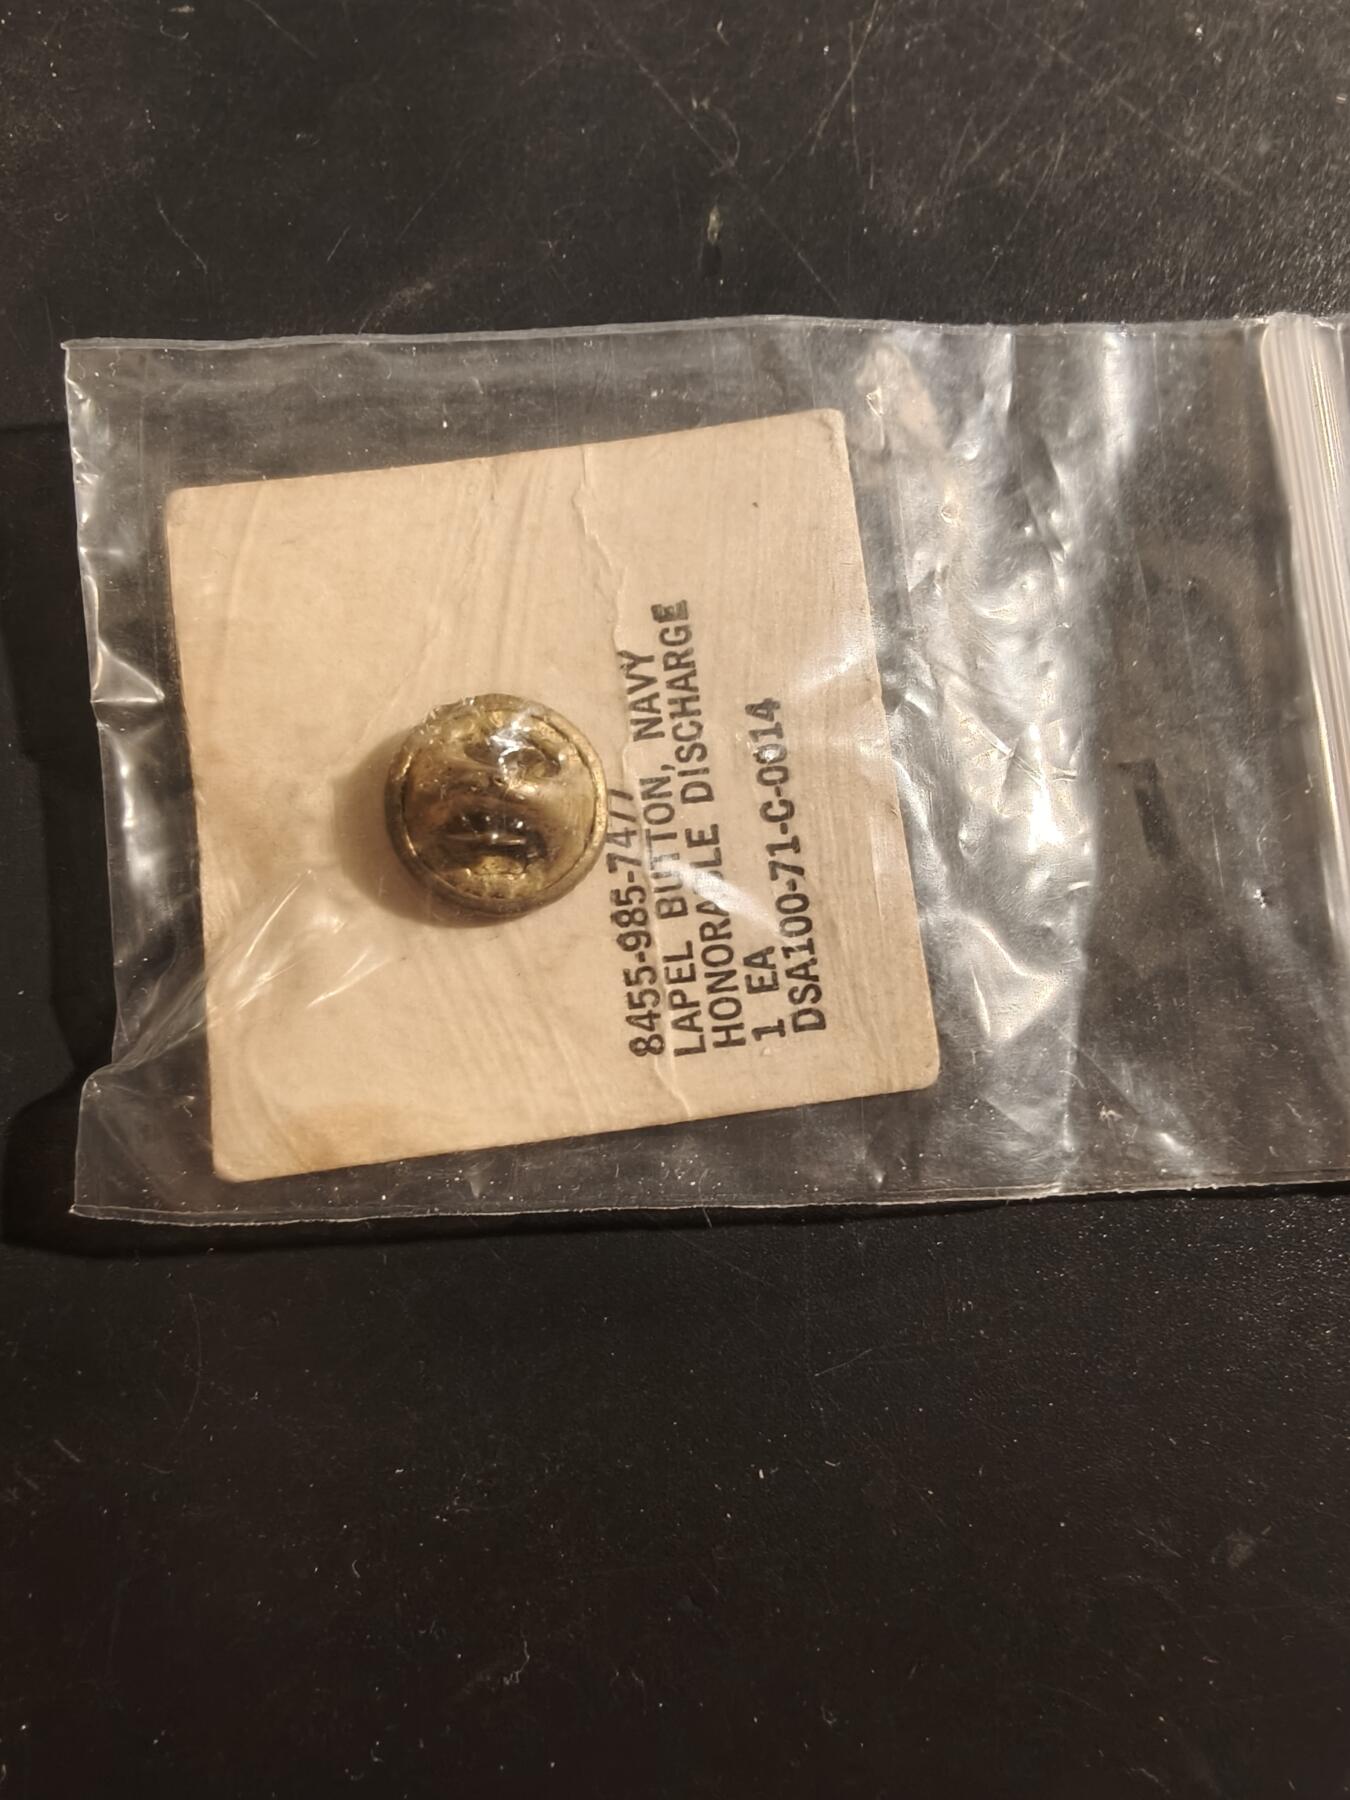 8455-985-7477
LAPEL BUTTON, NAVY
HONORABLE DISCHARGE
1 EA
DSA100-71-C-0014